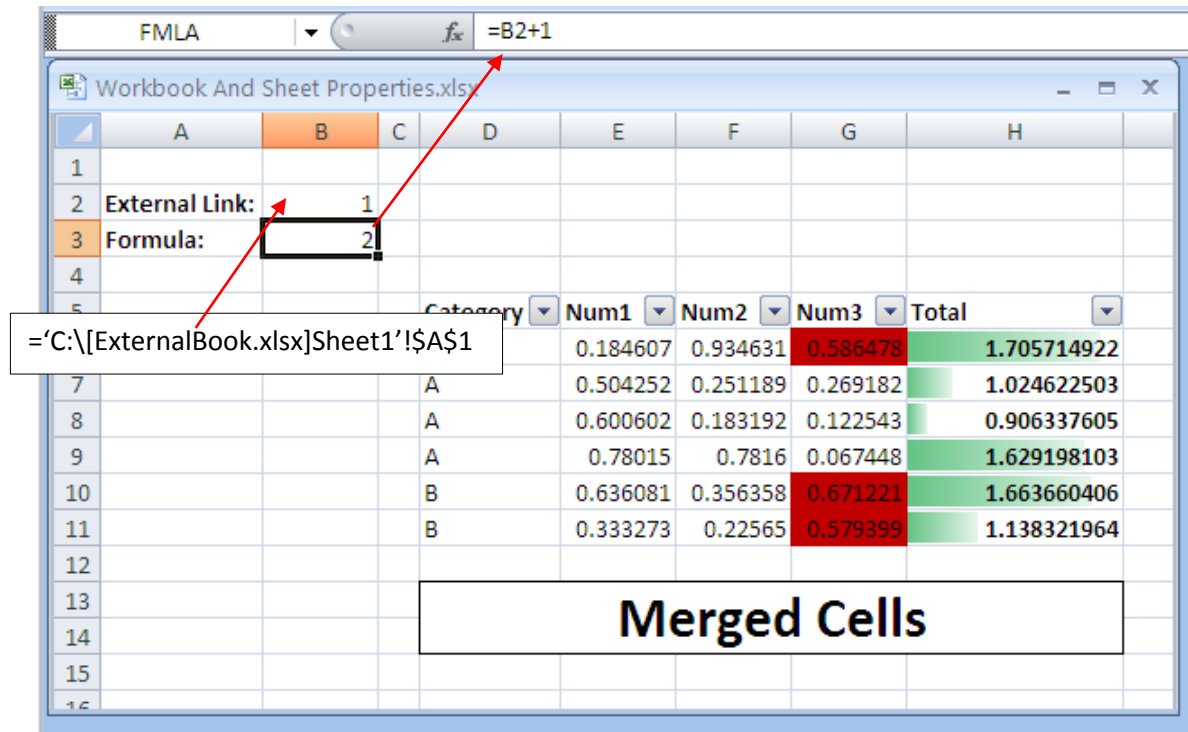 FMLA fx =B2+1
Workbook And Sheet Properties.xlsx
A B C D E F G H
1
2 External Link: 1
3 Formula: 2
4
5 Category Num1 Num2 Num3 Total
=‘C:\[ExternalBook.xlsx]Sheet1’!$A$1
0.184607 0.934631 0.586478 1.705714922
7 A 0.504252 0.251189 0.269182 1.024622503
8 A 0.600602 0.183192 0.122543 0.906337605
9 A 0.78015 0.7816 0.067448 1.629198103
10 B 0.636081 0.356358 0.671221 1.663660406
11 B 0.333273 0.22565 0.579399 1.138321964
12
13
Merged Cells
14
15
16